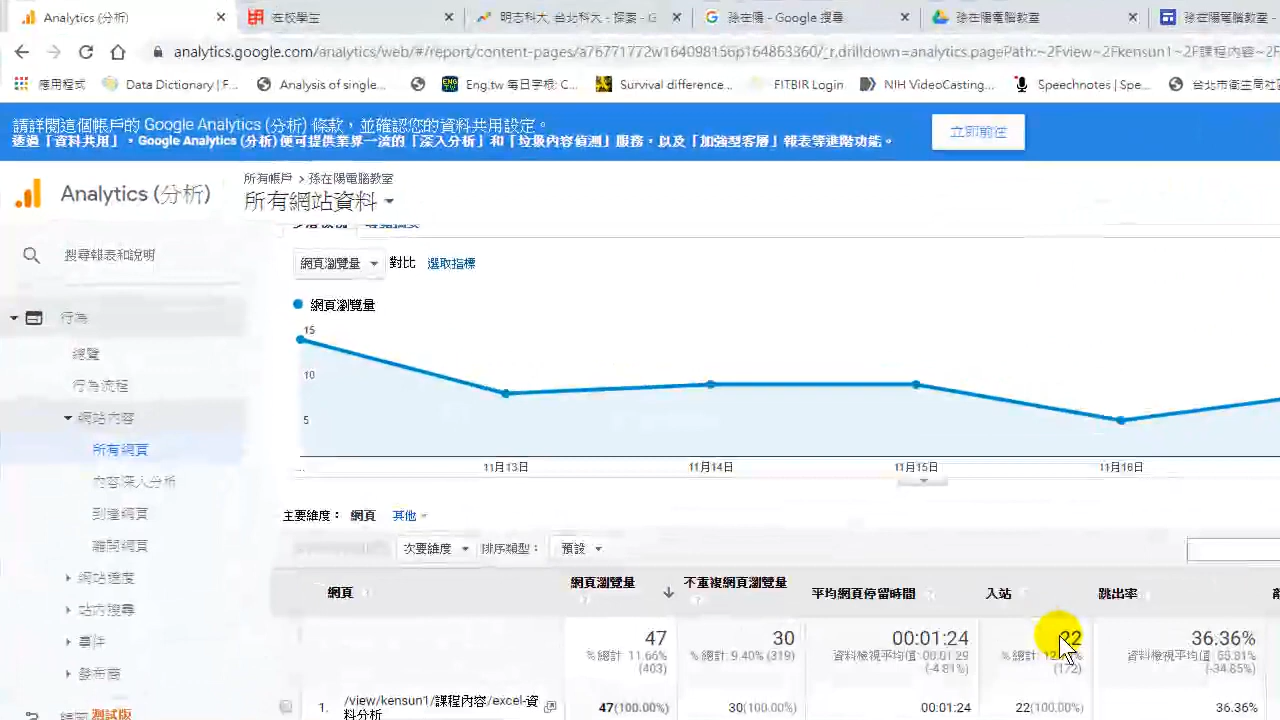 Analytics (分析)
在校學生
明志科大, 台北科大 - 探索 - G
孫在陽 - Google 搜尋
孫在陽電腦教室
孫在陽電腦教室 -
analytics.google.com/analytics/web/#/report/content-pages/a76771772w164098156p164863360/_r.drilldown=analytics.pagePath:~2Fview~2Fkensun1~2F課程內容~2F
應用程式
Data Dictionary | F...
Analysis of single...
Eng.tw 每日字根: C...
Survival difference...
FITBIR Login
NIH VideoCasting...
Speechnotes | Spe...
台北市衛生局社
請詳閱這個帳戶的 Google Analytics (分析) 條款，並確認您的資料共用設定。
透過「資料共用」，Google Analytics (分析) 便可提供業界一流的「深入分析」和「垃圾內容偵測」服務，以及「加強型客層」報表等進階功能。
立即前往
Analytics (分析)
所有帳戶 > 孫在陽電腦教室
所有網站資料
搜尋報表和說明
網頁瀏覽量
對比
選取指標
網頁瀏覽量
行為
總覽
行為流程
網站內容
所有網頁
內容深入分析
到達網頁
離開網頁
網站速度
站內搜尋
事件
發布商
測試版
15
10
5
...
11月13日
11月14日
11月15日
11月16日
主要維度：
網頁
其他
次要維度
排序類型：
預設
網頁
網頁瀏覽量
不重複網頁瀏覽量
平均網頁停留時間
入站
跳出率
47
% 總計: 11.66%
(403)
30
% 總計: 9.40% (319)
00:01:24
資料檢視平均值: 00:01:29
(-4.81%)
22
% 總計:
(172)
36.36%
資料檢視平均值: 55.81%
(-34.85%)
1.
/view/kensun1/課程內容/excel-資
料分析
47(100.00%)
30(100.00%)
00:01:24
22(100.00%)
36.36%